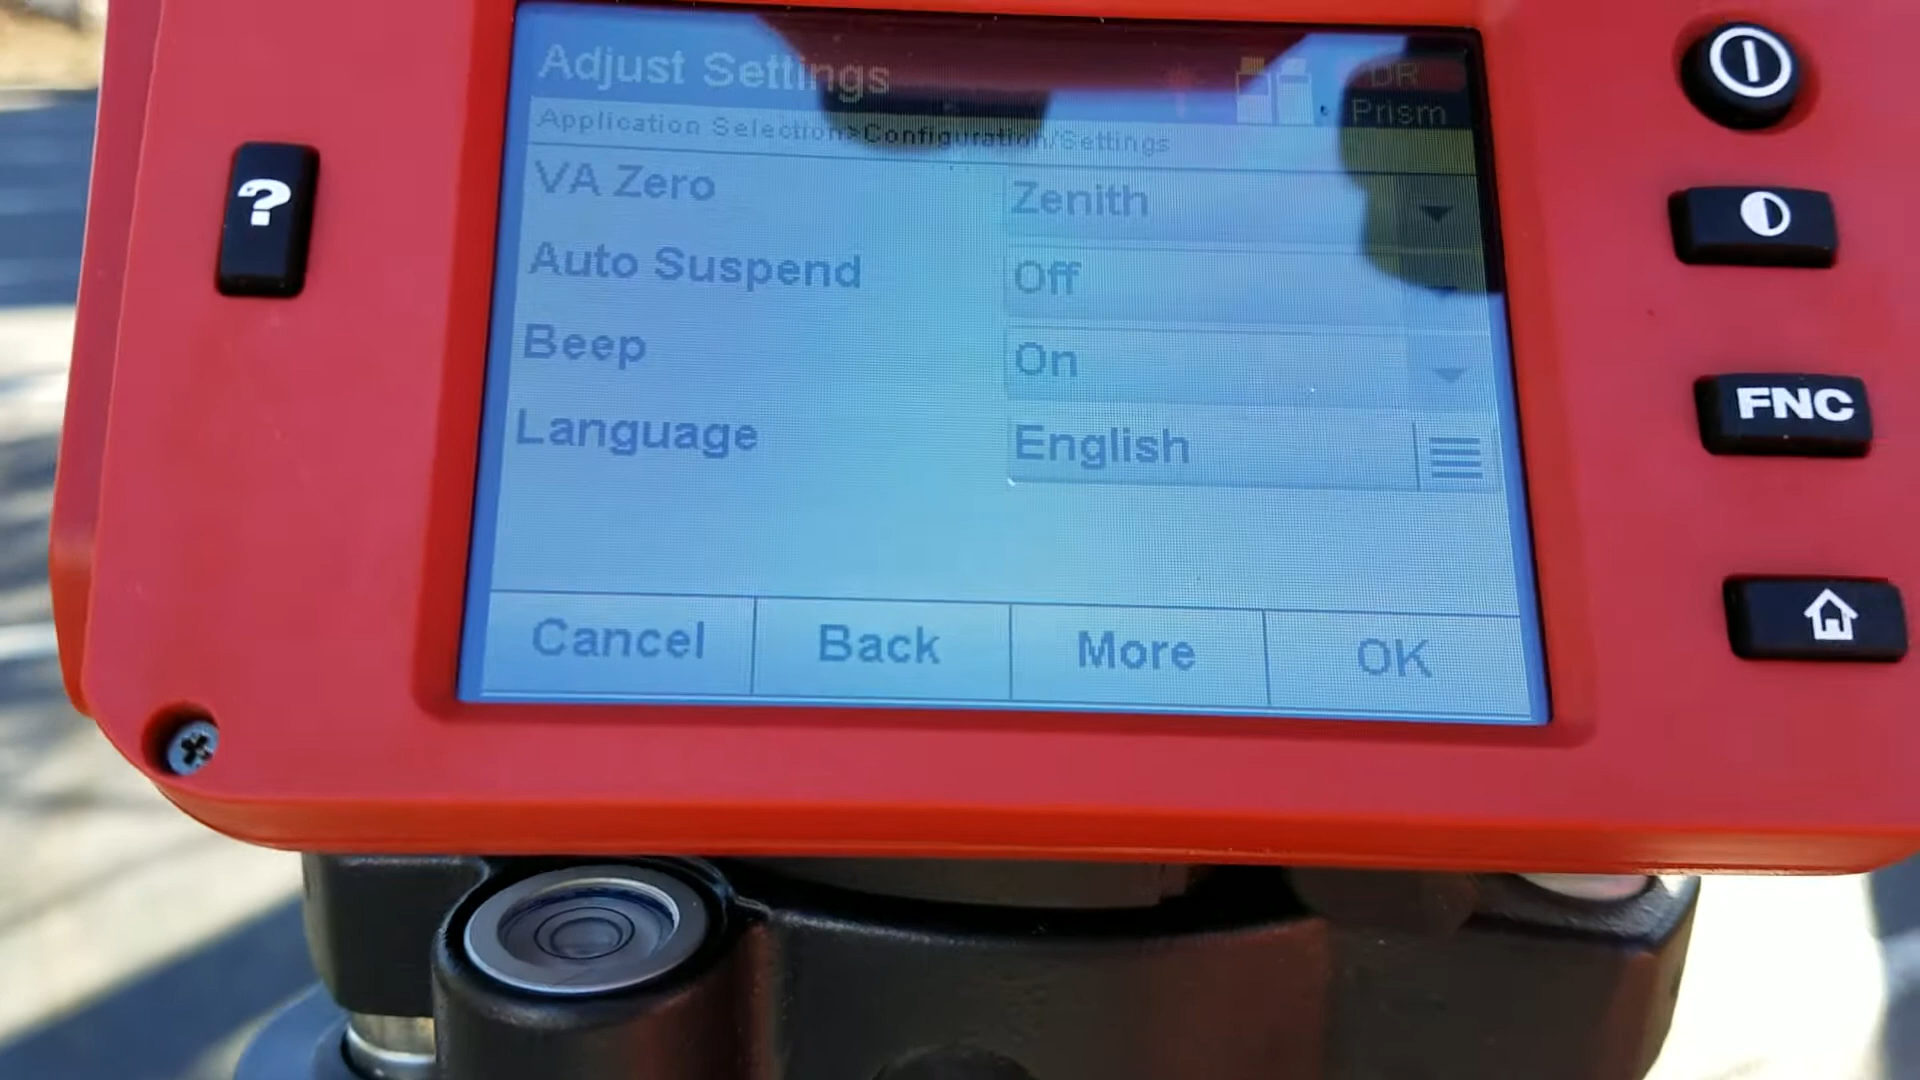 Adjust Settings
DR
Prism
Application Selection>Configuration/Settings
VA Zero Zenith
Auto Suspend Off
Beep On
Language English
Cancel Back More OK
?
FNC